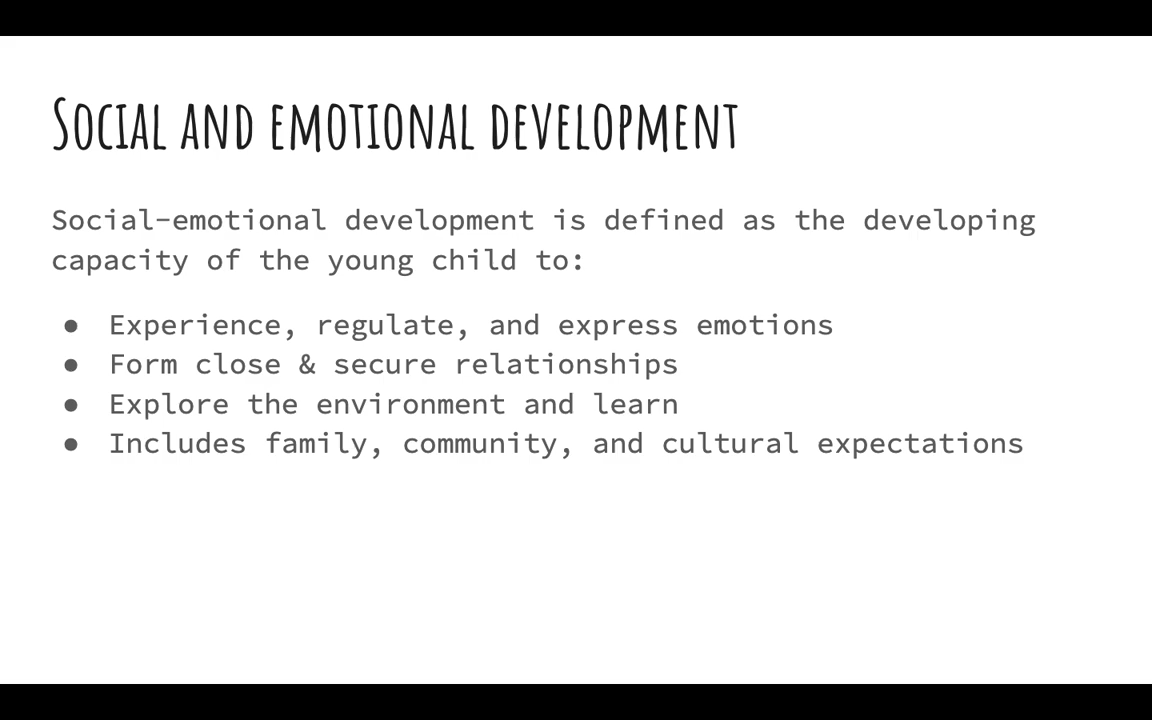 Social and emotional development
Social-emotional development is defined as the developing
capacity of the young child to:
● Experience, regulate, and express emotions
● Form close & secure relationships
● Explore the environment and learn
● Includes family, community, and cultural expectations